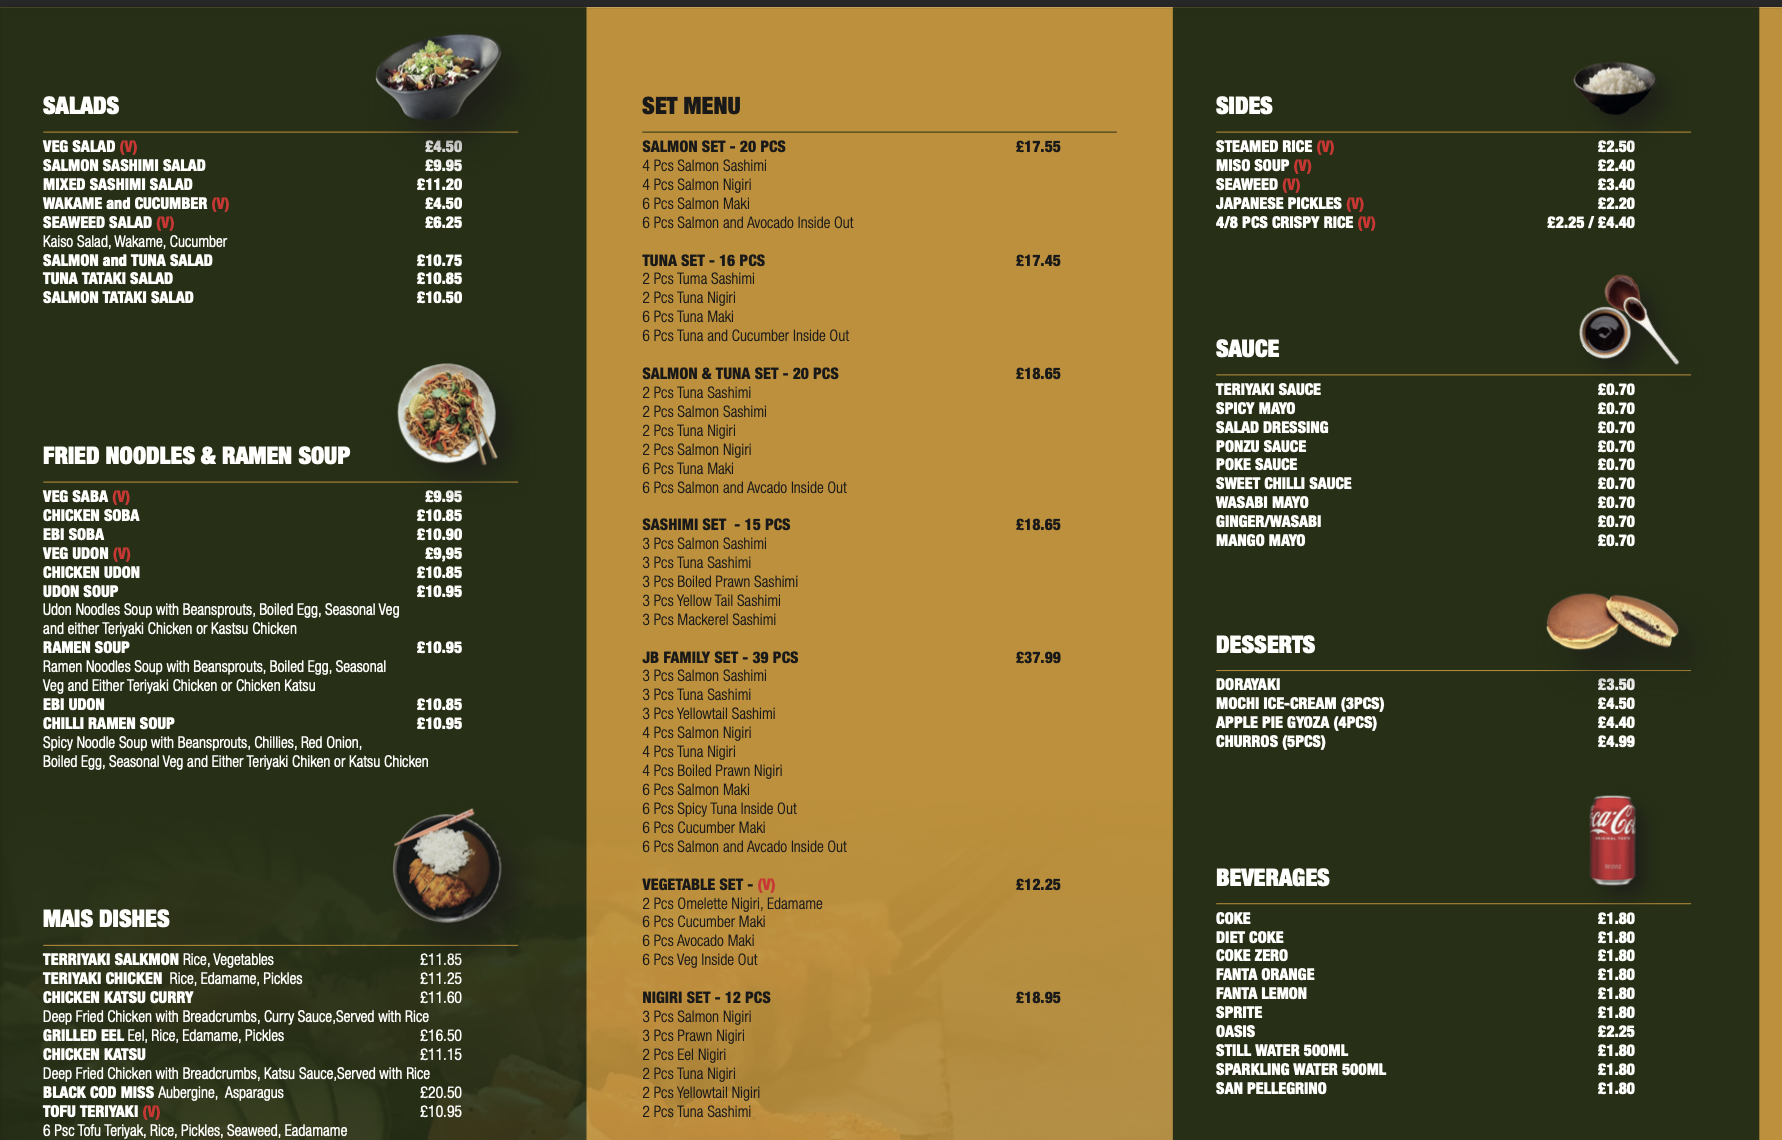 SALADS
VEG SALAD (V) £4.50
SALMON SASHIMI SALAD £9.95
MIXED SASHIMI SALAD £11.20
WAKAME and CUCUMBER (V) £4.50
SEAWEED SALAD (V) £6.25
Kaiso Salad, Wakame, Cucumber
SALMON and TUNA SALAD £10.75
TUNA TATAKI SALAD £10.85
SALMON TATAKI SALAD £10.50
FRIED NOODLES & RAMEN SOUP
VEG SABA (V) £9.95
CHICKEN SOBA £10.85
EBI SOBA £10.90
VEG UDON (V) £9,95
CHICKEN UDON £10.85
UDON SOUP £10.95
Udon Noodles Soup with Beansprouts, Boiled Egg, Seasonal Veg
and either Teriyaki Chicken or Kastsu Chicken
RAMEN SOUP £10.95
Ramen Noodles Soup with Beansprouts, Boiled Egg, Seasonal
Veg and Either Teriyaki Chicken or Chicken Katsu
EBI UDON £10.85
CHILLI RAMEN SOUP £10.95
Spicy Noodle Soup with Beansprouts, Chillies, Red Onion,
Boiled Egg, Seasonal Veg and Either Teriyaki Chiken or Katsu Chicken
MAIS DISHES
TERRIYAKI SALKMON Rice, Vegetables £11.85
TERIYAKI CHICKEN Rice, Edamame, Pickles £11.25
CHICKEN KATSU CURRY £11.60
Deep Fried Chicken with Breadcrumbs, Curry Sauce,Served with Rice
GRILLED EEL Eel, Rice, Edamame, Pickles £16.50
CHICKEN KATSU £11.15
Deep Fried Chicken with Breadcrumbs, Katsu Sauce,Served with Rice
BLACK COD MISS Aubergine, Asparagus £20.50
TOFU TERIYAKI (V) £10.95
6 Psc Tofu Teriyak, Rice, Pickles, Seaweed, Eadamame
SET MENU
SALMON SET - 20 PCS £17.55
4 Pcs Salmon Sashimi
4 Pcs Salmon Nigiri
6 Pcs Salmon Maki
6 Pcs Salmon and Avocado Inside Out
TUNA SET - 16 PCS £17.45
2 Pcs Tuma Sashimi
2 Pcs Tuna Nigiri
6 Pcs Tuna Maki
6 Pcs Tuna and Cucumber Inside Out
SALMON & TUNA SET - 20 PCS £18.65
2 Pcs Tuna Sashimi
2 Pcs Salmon Sashimi
2 Pcs Tuna Nigiri
2 Pcs Salmon Nigiri
6 Pcs Tuna Maki
6 Pcs Salmon and Avcado Inside Out
SASHIMI SET - 15 PCS £18.65
3 Pcs Salmon Sashimi
3 Pcs Tuna Sashimi
3 Pcs Boiled Prawn Sashimi
3 Pcs Yellow Tail Sashimi
3 Pcs Mackerel Sashimi
JB FAMILY SET - 39 PCS £37.99
3 Pcs Salmon Sashimi
3 Pcs Tuna Sashimi
3 Pcs Yellowtail Sashimi
4 Pcs Salmon Nigiri
4 Pcs Tuna Nigiri
4 Pcs Boiled Prawn Nigiri
6 Pcs Salmon Maki
6 Pcs Spicy Tuna Inside Out
6 Pcs Cucumber Maki
6 Pcs Salmon and Avcado Inside Out
VEGETABLE SET - (V) £12.25
2 Pcs Omelette Nigiri, Edamame
6 Pcs Cucumber Maki
6 Pcs Avocado Maki
6 Pcs Veg Inside Out
NIGIRI SET - 12 PCS £18.95
3 Pcs Salmon Nigiri
3 Pcs Prawn Nigiri
2 Pcs Eel Nigiri
2 Pcs Tuna Nigiri
2 Pcs Yellowtail Nigiri
2 Pcs Tuna Sashimi
SIDES
STEAMED RICE (V) £2.50
MISO SOUP (V) £2.40
SEAWEED (V) £3.40
JAPANESE PICKLES (V) £2.20
4/8 PCS CRISPY RICE (V) £2.25 / £4.40
SAUCE
TERIYAKI SAUCE £0.70
SPICY MAYO £0.70
SALAD DRESSING £0.70
PONZU SAUCE £0.70
POKE SAUCE £0.70
SWEET CHILLI SAUCE £0.70
WASABI MAYO £0.70
GINGER/WASABI £0.70
MANGO MAYO £0.70
DESSERTS
DORAYAKI £3.50
MOCHI ICE-CREAM (3PCS) £4.50
APPLE PIE GYOZA (4PCS) £4.40
CHURROS (5PCS) £4.99
BEVERAGES
COKE £1.80
DIET COKE £1.80
COKE ZERO £1.80
FANTA ORANGE £1.80
FANTA LEMON £1.80
SPRITE £1.80
OASIS £2.25
STILL WATER 500ML £1.80
SPARKLING WATER 500ML £1.80
SAN PELLEGRINO £1.80